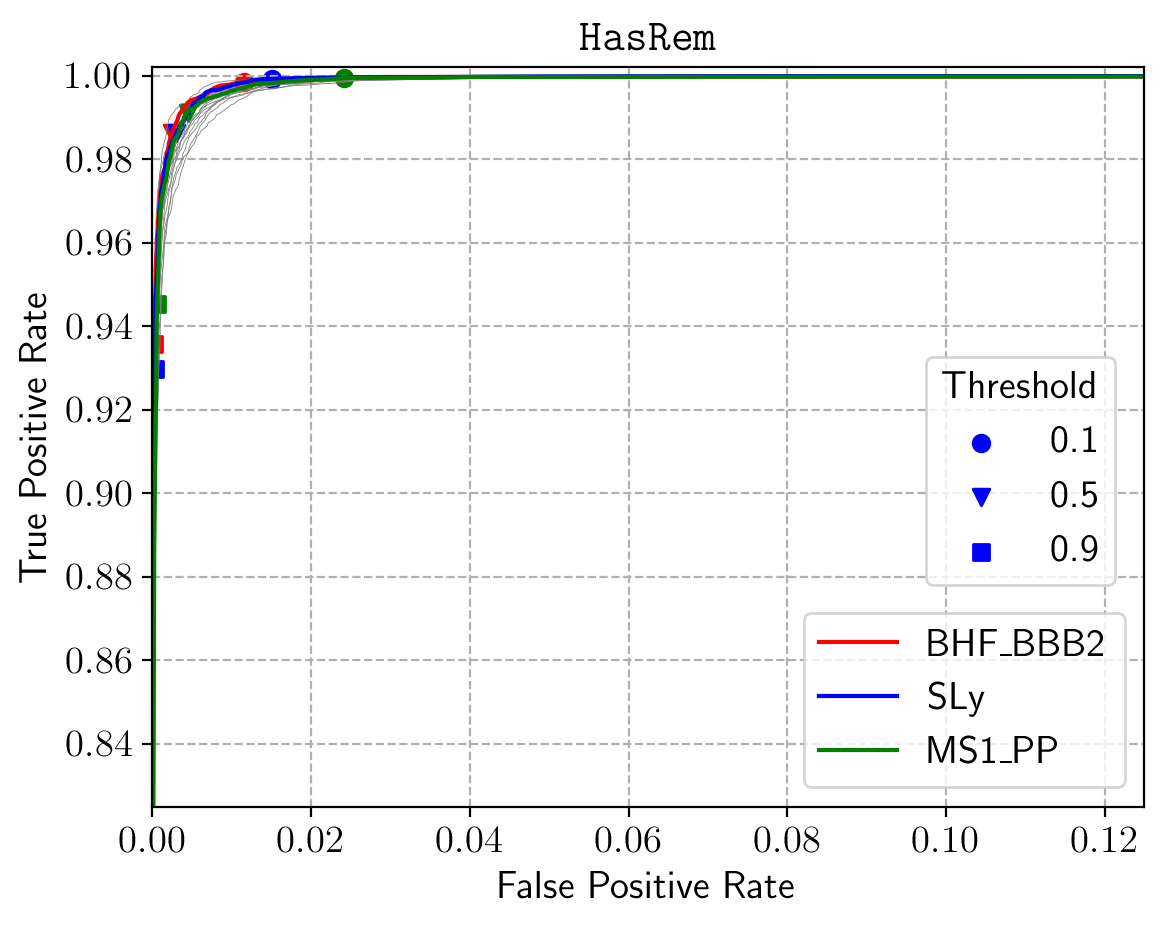 HasRem
True Positive Rate
1.00
0.98
0.96
0.94
0.92
0.90
0.88
0.86
0.84
Threshold
0.1
0.5
0.9
BHF_BBB2
SLy
MS1_PP
0.00 0.02 0.04 0.06 0.08 0.10 0.12
False Positive Rate